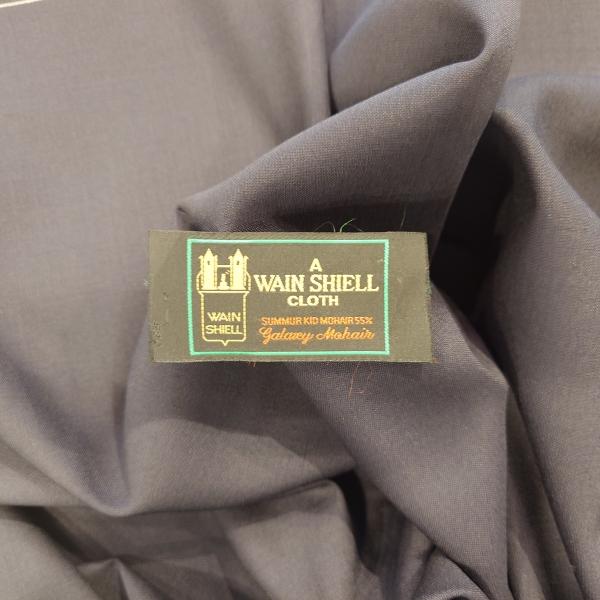 A
WAIN SHIELL
CLOTH
WAIN
SHIELL
SUMMUR KID MOHAIR 55%
Galaxy Mohair